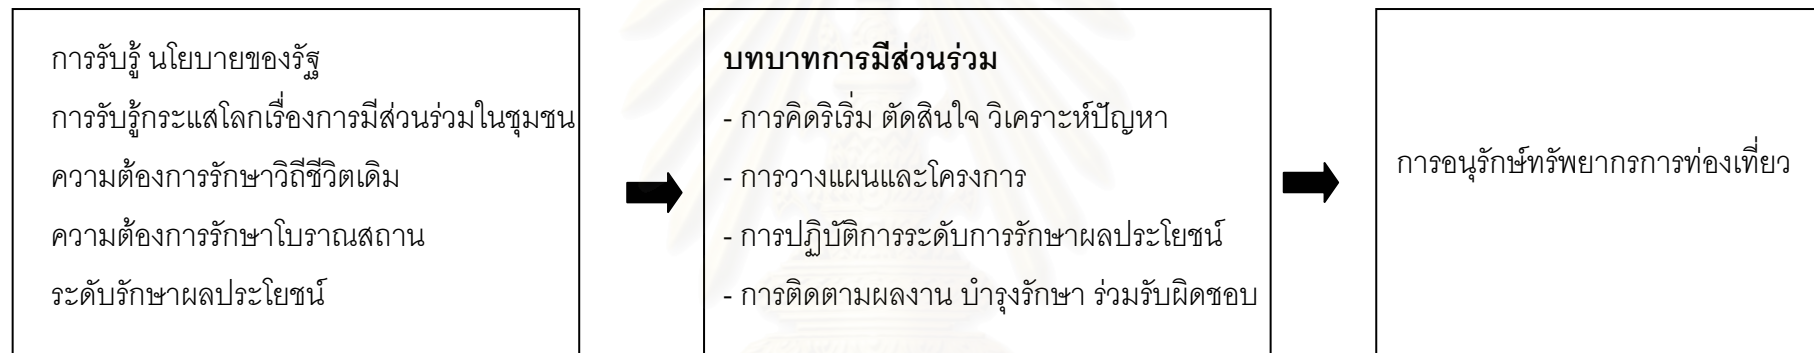 การรับรู้ นโยบายของรัฐ
การรับรู้กระแสโลกเรื่องการมีส่วนร่วมในชุมชน
ความต้องการรักษาวิถีชีวิตเดิม
ความต้องการรักษาโบราณสถาน
ระดับรักษาผลประโยชน์
บทบาทการมีส่วนร่วม
- การคิดริเริ่ม ตัดสินใจ วิเคราะห์ปัญหา
- การวางแผนและโครงการ
- การปฏิบัติการระดับการรักษาผลประโยชน์
- การติดตามผลงาน บำรุงรักษา ร่วมรับผิดชอบ
การอนุรักษ์ทรัพยากรการท่องเที่ยว